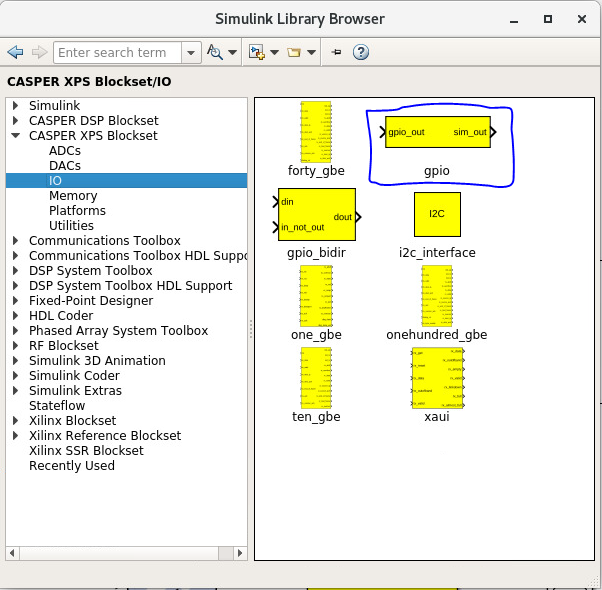 Simulink Library Browser
Enter search term
CASPER XPS Blockset/IO
Simulink
CASPER DSP Blockset
CASPER XPS Blockset
ADCs
DACs
IO
Memory
Platforms
Utilities
Communications Toolbox
Communications Toolbox HDL Suppo
DSP System Toolbox
DSP System Toolbox HDL Support
Fixed-Point Designer
HDL Coder
Phased Array System Toolbox
RF Blockset
Simulink 3D Animation
Simulink Coder
Simulink Extras
Stateflow
Xilinx Blockset
Xilinx Reference Blockset
Xilinx SSR Blockset
Recently Used
gpio_out sim_out
forty_gbe gpio
din
dout
in_not_out
I2C
gpio_bidir i2c_interface
one_gbe onehundred_gbe
ten_gbe xaui